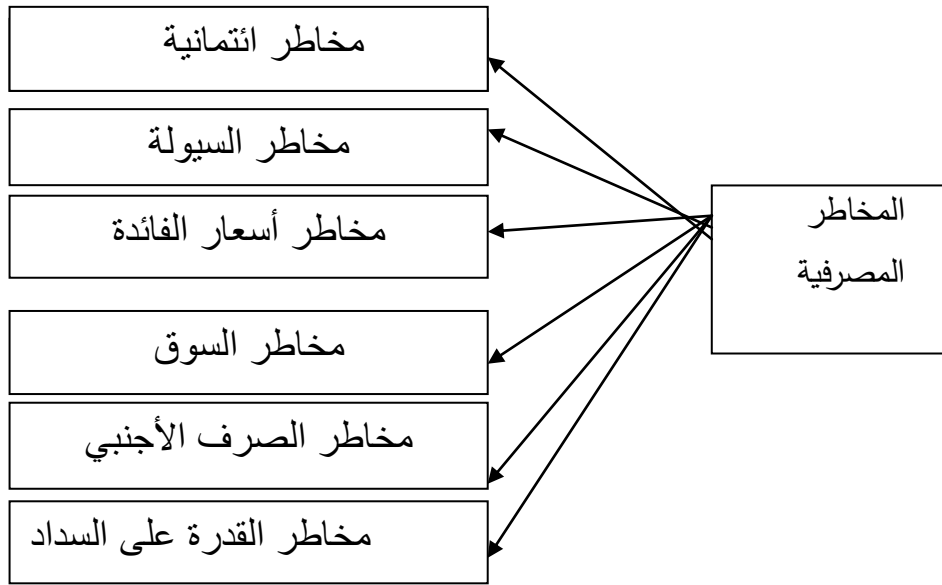 مخاطر ائتمانية
مخاطر السيولة
مخاطر أسعار الفائدة
مخاطر السوق
مخاطر الصرف الأجنبي
مخاطر القدرة على السداد
المخاطر
المصرفية